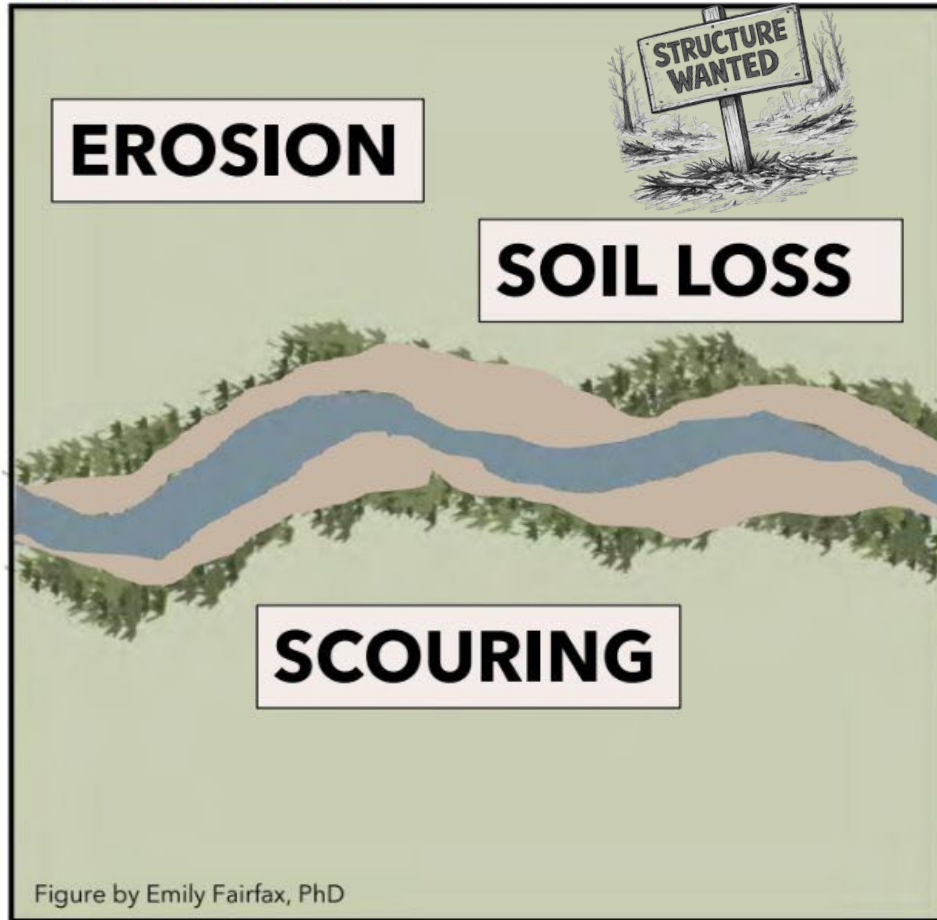 STRUCTURE
WANTED
EROSION
SOIL LOSS
SCOURING
Figure by Emily Fairfax, PhD